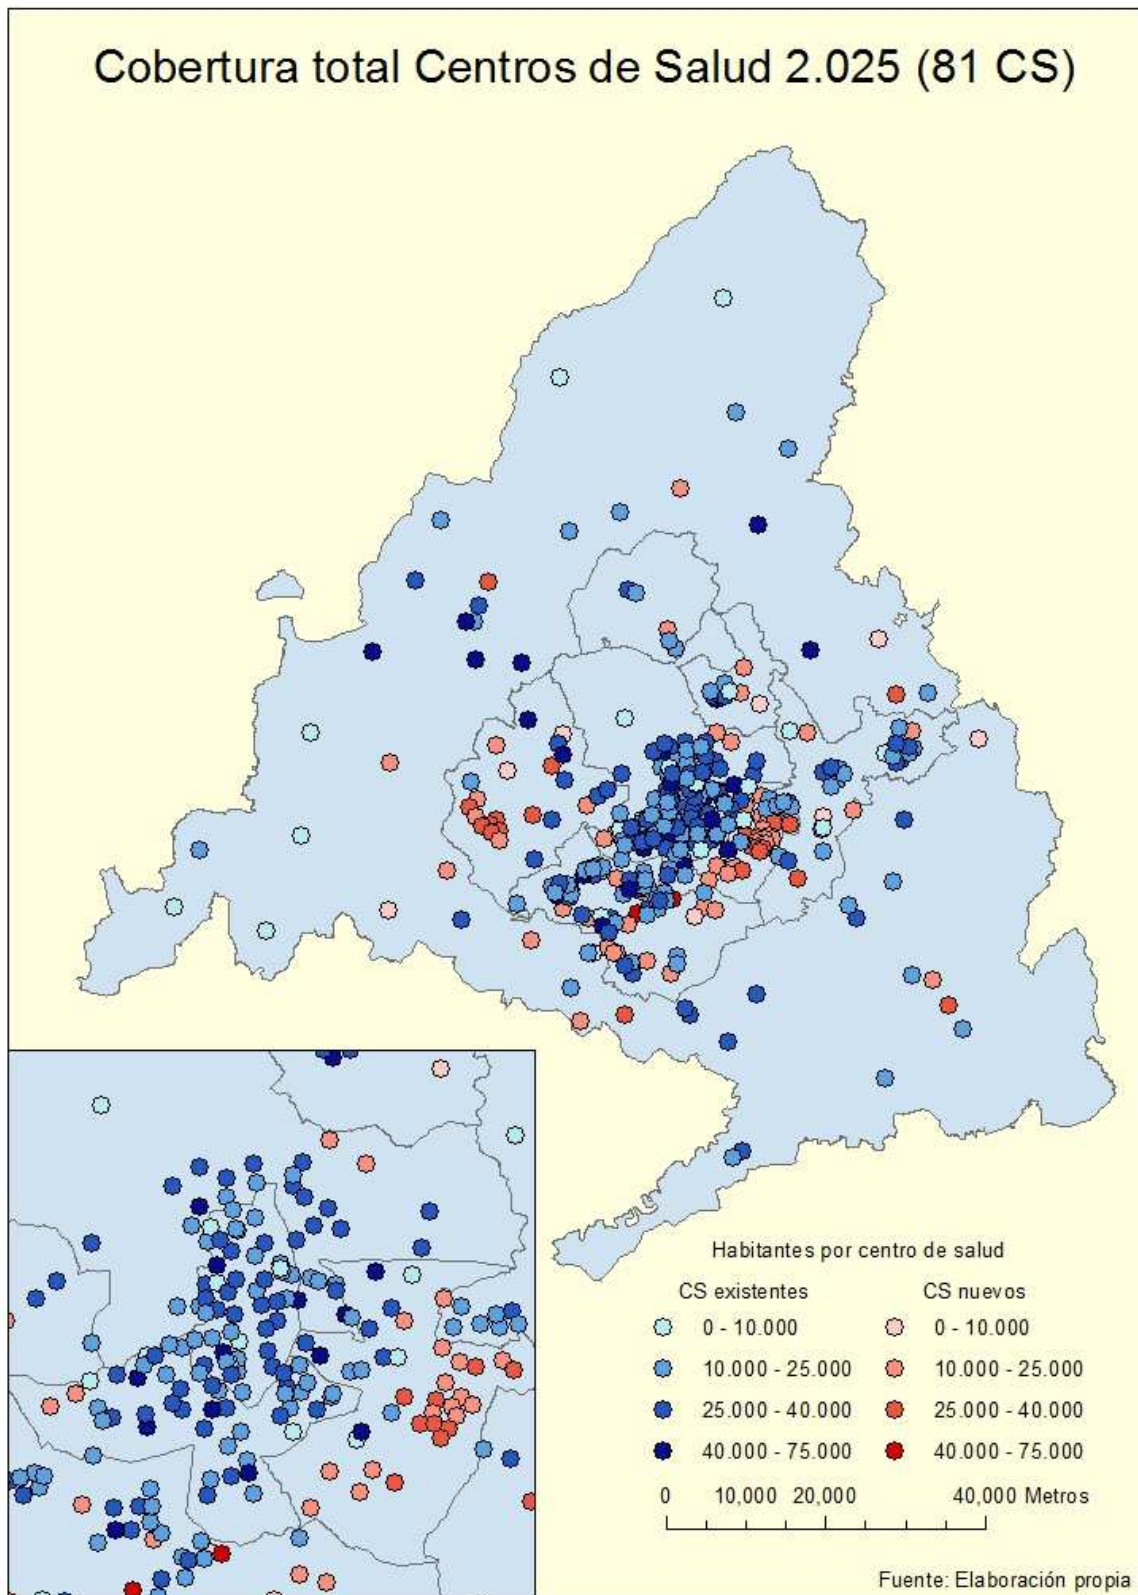 Cobertura total Centros de Salud 2.025 (81 CS)
Habitantes por centro de salud
CS existentes CS nuevos
0 - 10.000 0 - 10.000
10.000 - 25.000 10.000 - 25.000
25.000 - 40.000 25.000 - 40.000
40.000 - 75.000 40.000 - 75.000
0 10,000 20,000 40,000 Metros
Fuente: Elaboración propia